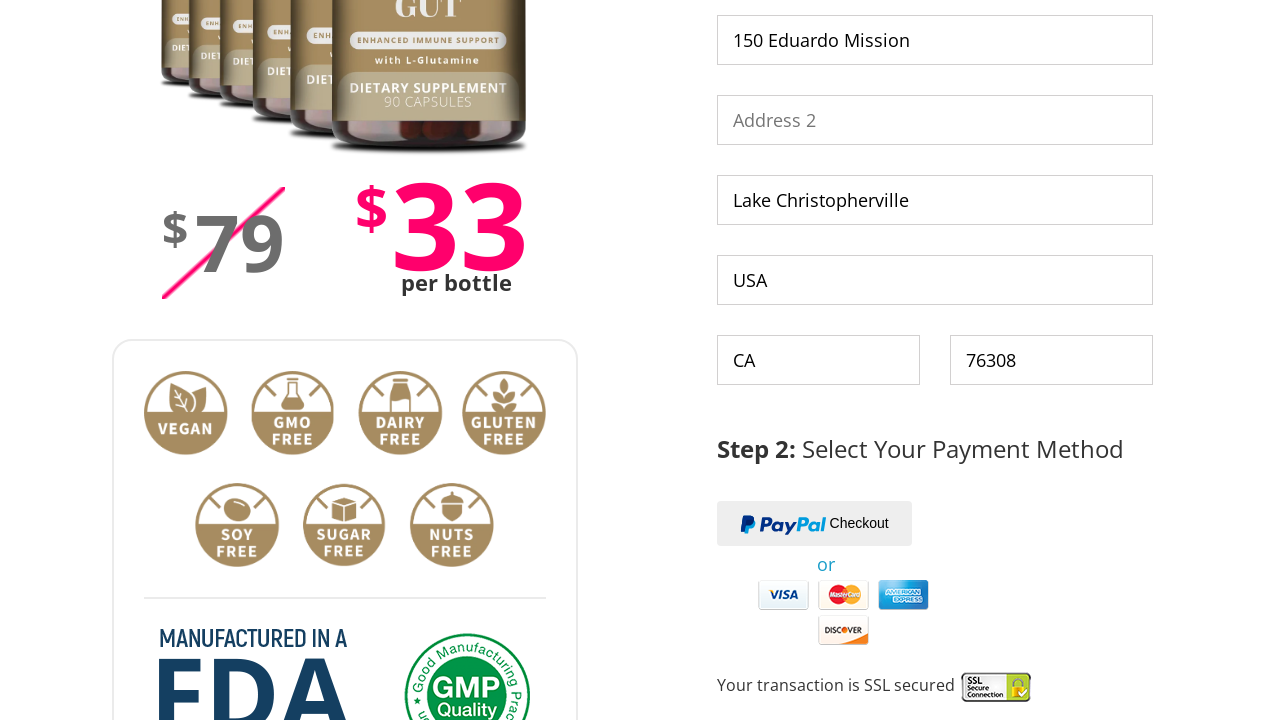 GUT
ENHANCED IMMUNE SUPPORT
with L-Glutamine
DIETARY SUPPLEMENT
90 CAPSULES
$79
$33
per bottle
VEGAN
GMO FREE
DAIRY FREE
GLUTEN FREE
SOY FREE
SUGAR FREE
NUTS FREE
MANUFACTURED IN A
FDA
Good Manufacturing
GMP
Quality
150 Eduardo Mission
Address 2
Lake Christopherville
USA
CA
76308
Step 2: Select Your Payment Method
PayPal Checkout
or
VISA
MasterCard
AMERICAN EXPRESS
DISCOVER
Your transaction is SSL secured
SSL
Secure
Connection